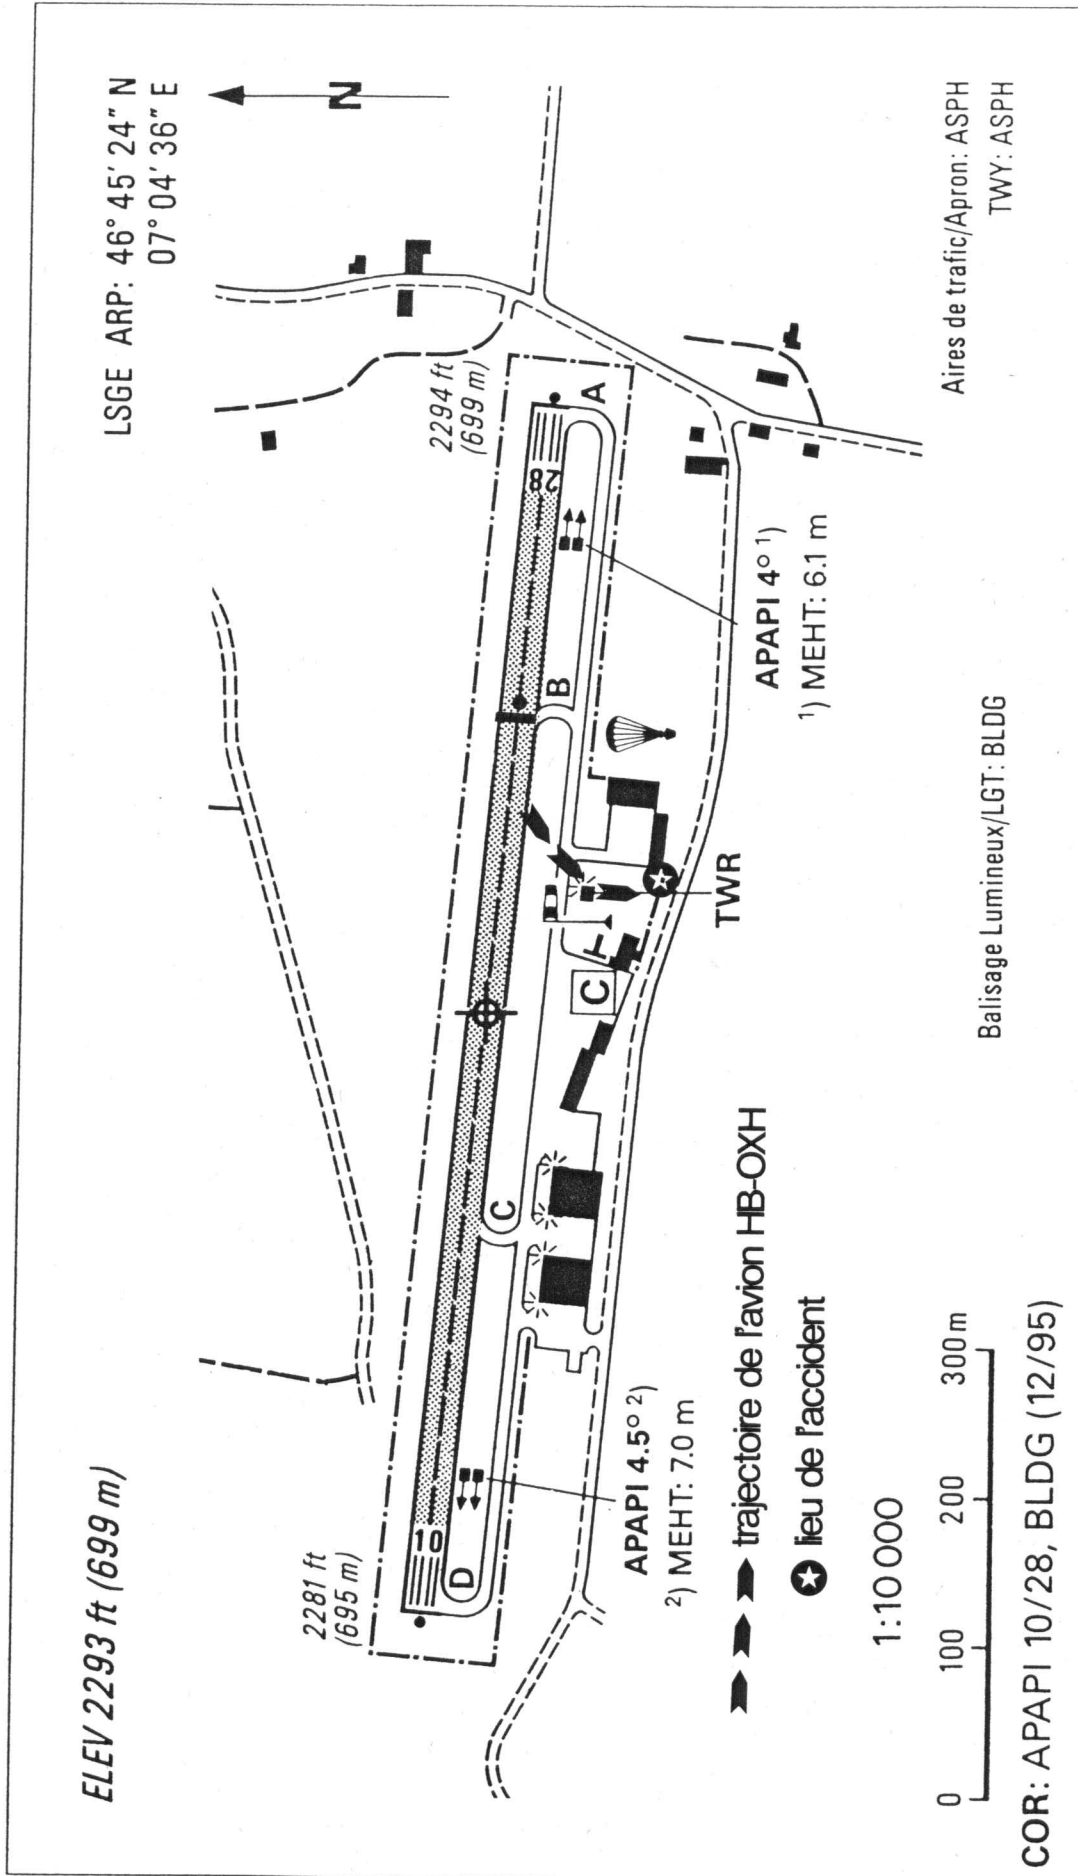 ELEV 2293 ft (699 m)
LSGE ARP: 46° 45′ 24″ N
07° 04′ 36″ E
N
2294 ft
(699 m)
2281 ft
(695 m)
10
28
A
B
C
D
C
T
TWR
APAPI 4° 1)
1) MEHT: 6.1 m
APAPI 4.5° 2)
2) MEHT: 7.0 m
trajectoire de l'avion HB-OXH
lieu de l'accident
1:10 000
0 100 200 300 m
Balisage Lumineux/LGT: BLDG
Aires de trafic/Apron: ASPH
TWY: ASPH
COR: APAPI 10/28, BLDG (12/95)